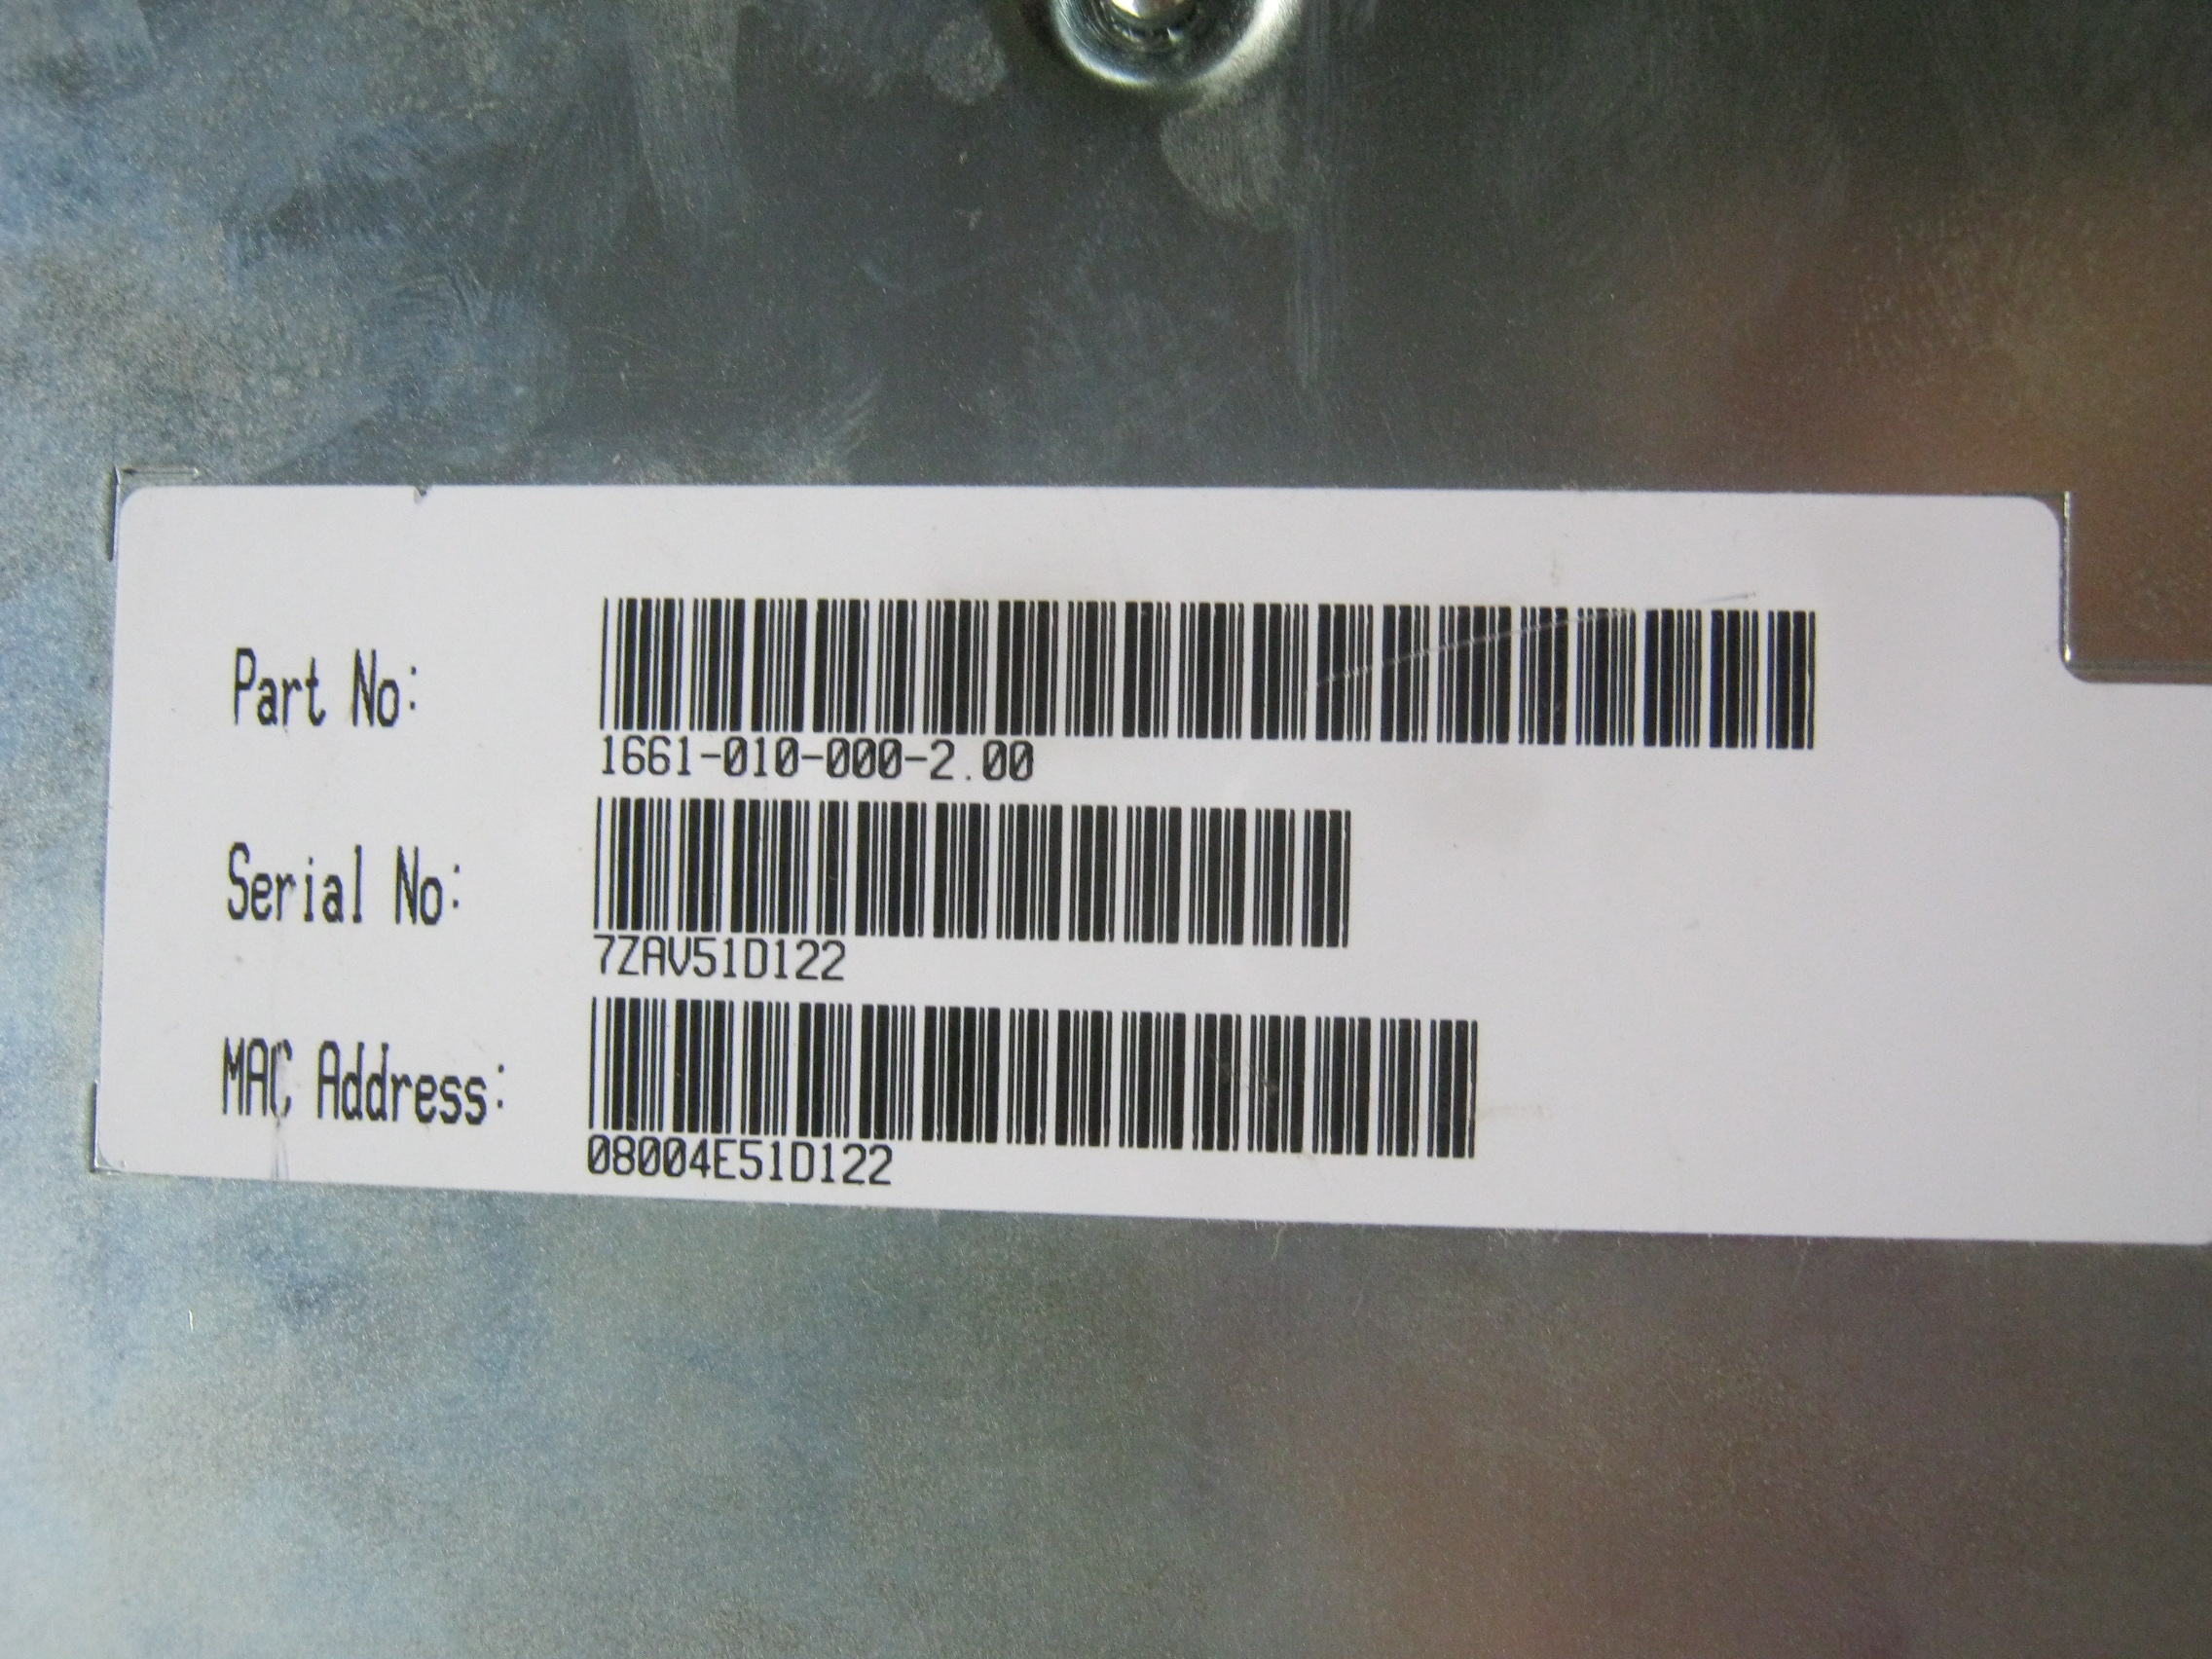 Part No:
1661-010-000-2.00
Serial No:
7ZAV51D122
MAC Address:
08004E51D122